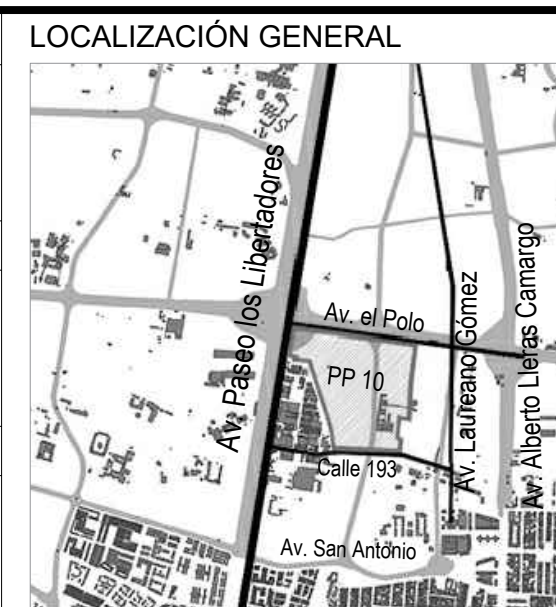 LOCALIZACIÓN GENERAL
Av. Paseo los Libertadores
Av. el Polo
Av. Laureano Gómez
Av. Alberto Lleras Camargo
PP 10
Calle 193
Av. San Antonio